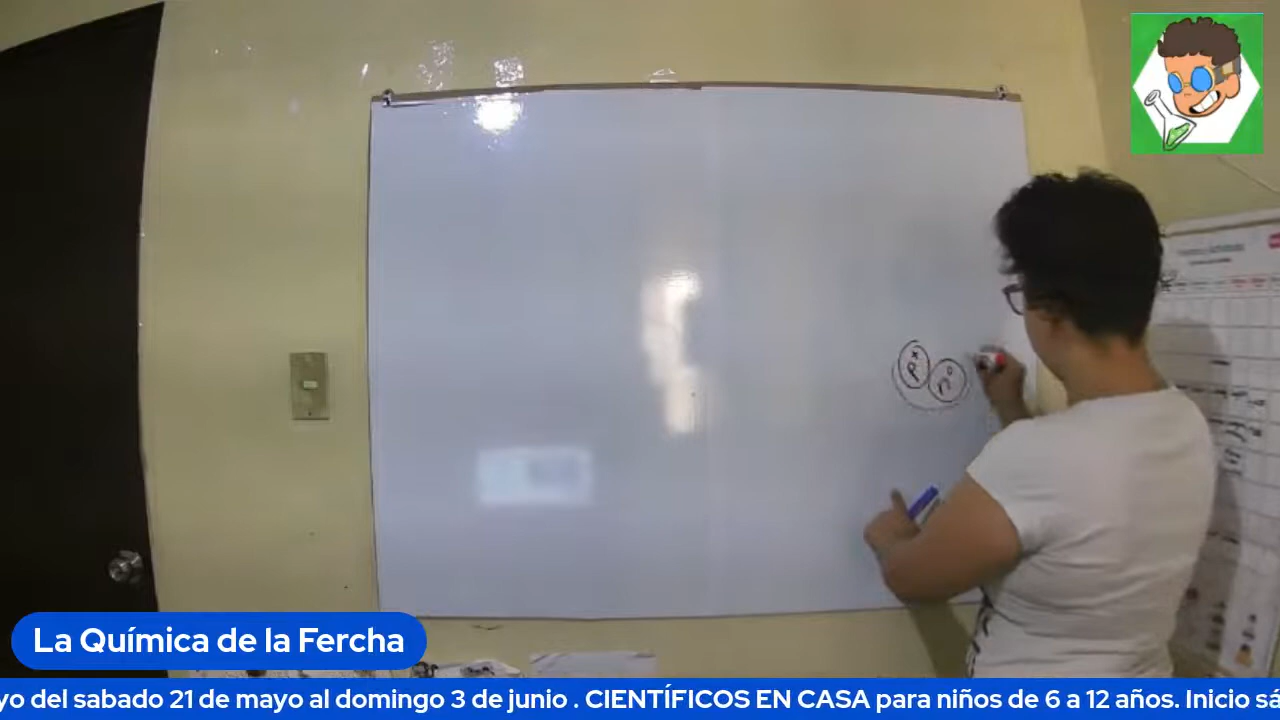 p+
n°
La Química de la Fercha
yo del sabado 21 de mayo al domingo 3 de junio . CIENTÍFICOS EN CASA para niños de 6 a 12 años. Inicio sá